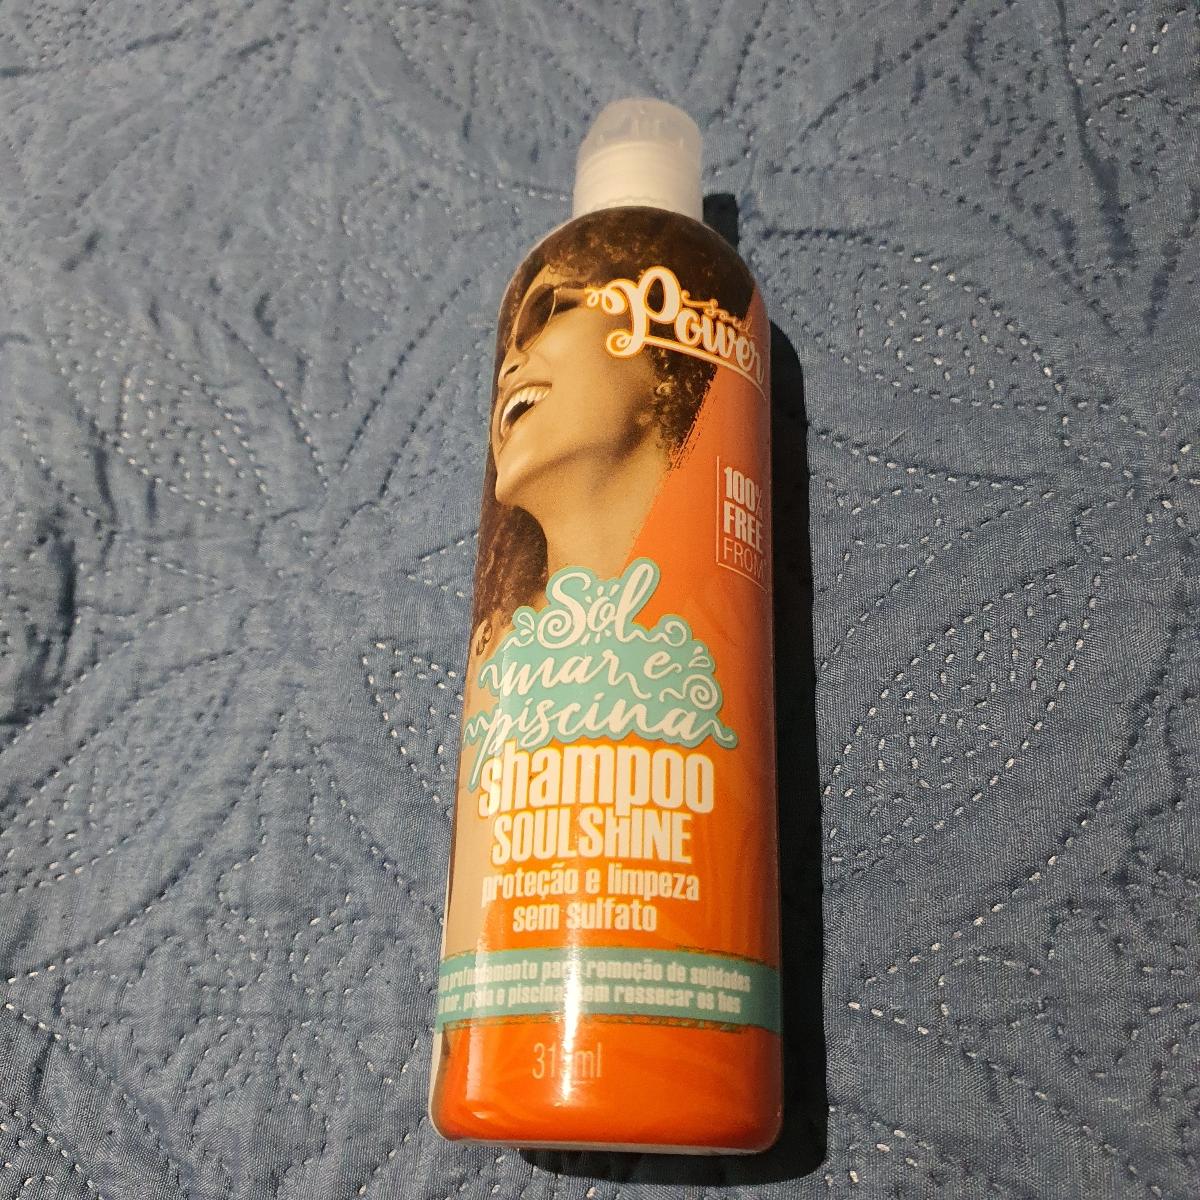 soul
Power
100%
FREE
FROM
Sol
mar e
piscina
shampoo
SOULSHINE
proteção e limpeza
sem sulfato
profundamente para remoção de sujidades
mar, praia e piscina sem ressecar os fios
315ml